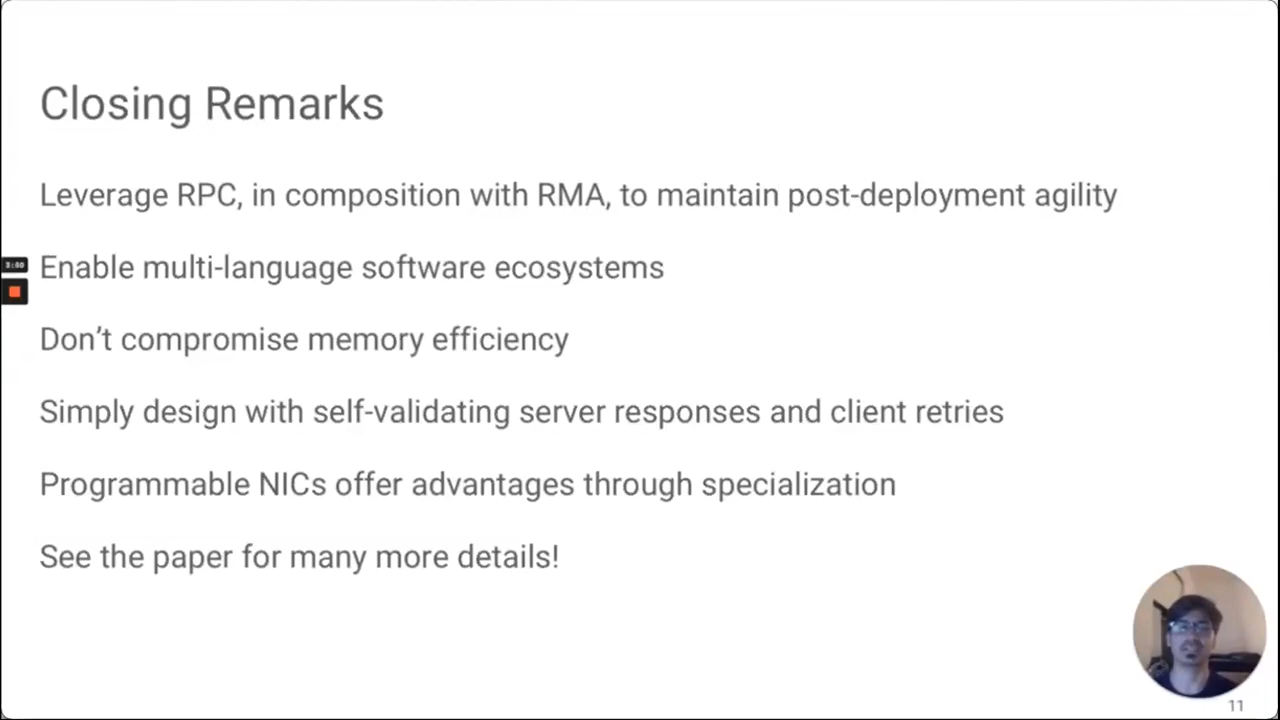 Closing Remarks
Leverage RPC, in composition with RMA, to maintain post-deployment agility
Enable multi-language software ecosystems
Don’t compromise memory efficiency
Simply design with self-validating server responses and client retries
Programmable NICs offer advantages through specialization
See the paper for many more details!
11